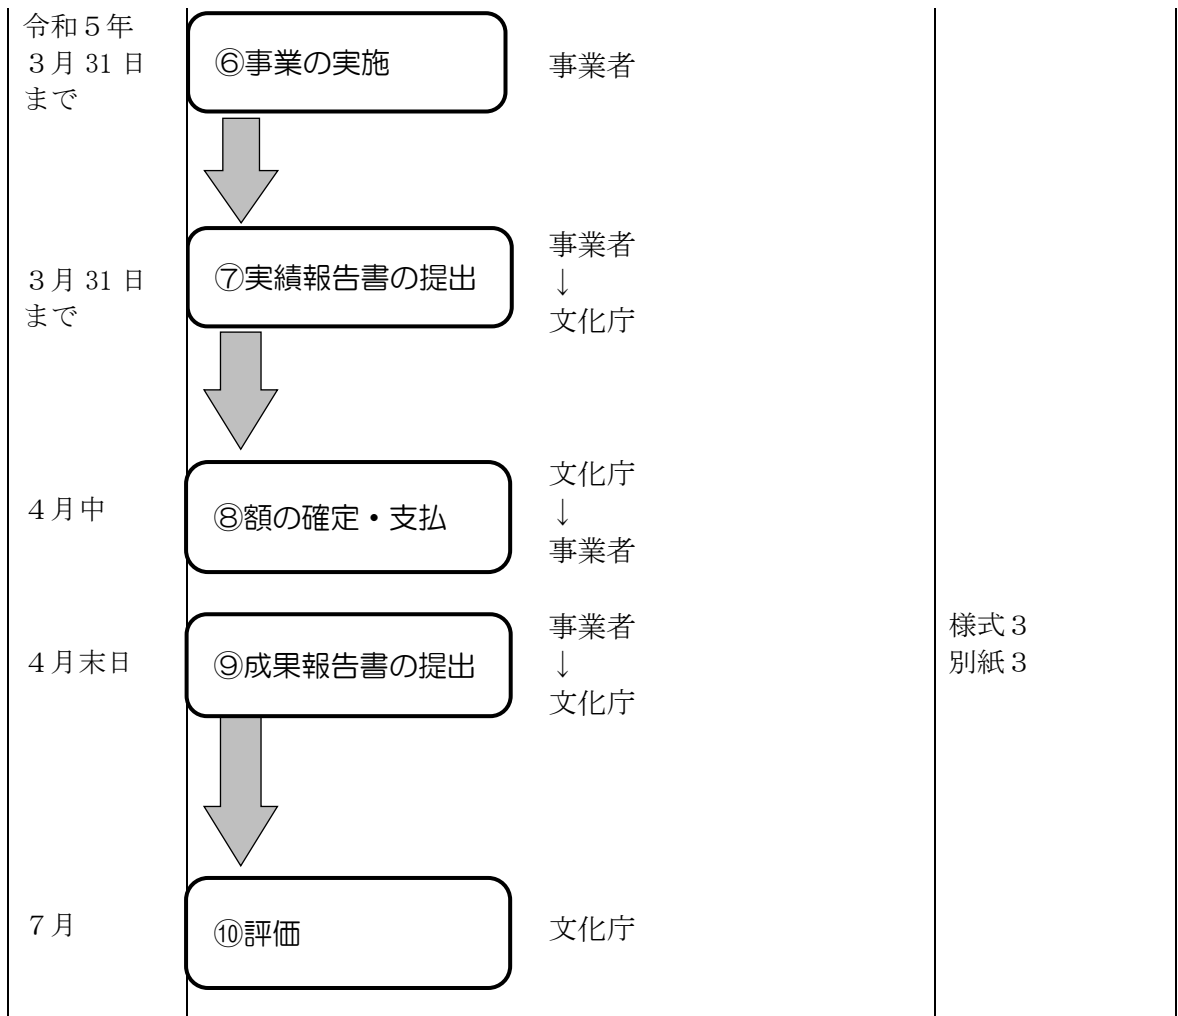 令和５年
３月 31 日
まで
⑥事業の実施
事業者
３月 31 日
まで
⑦実績報告書の提出
事業者
↓
文化庁
４月中
⑧額の確定・支払
文化庁
↓
事業者
４月末日
⑨成果報告書の提出
事業者
↓
文化庁
様式３
別紙３
７月
⑩評価
文化庁